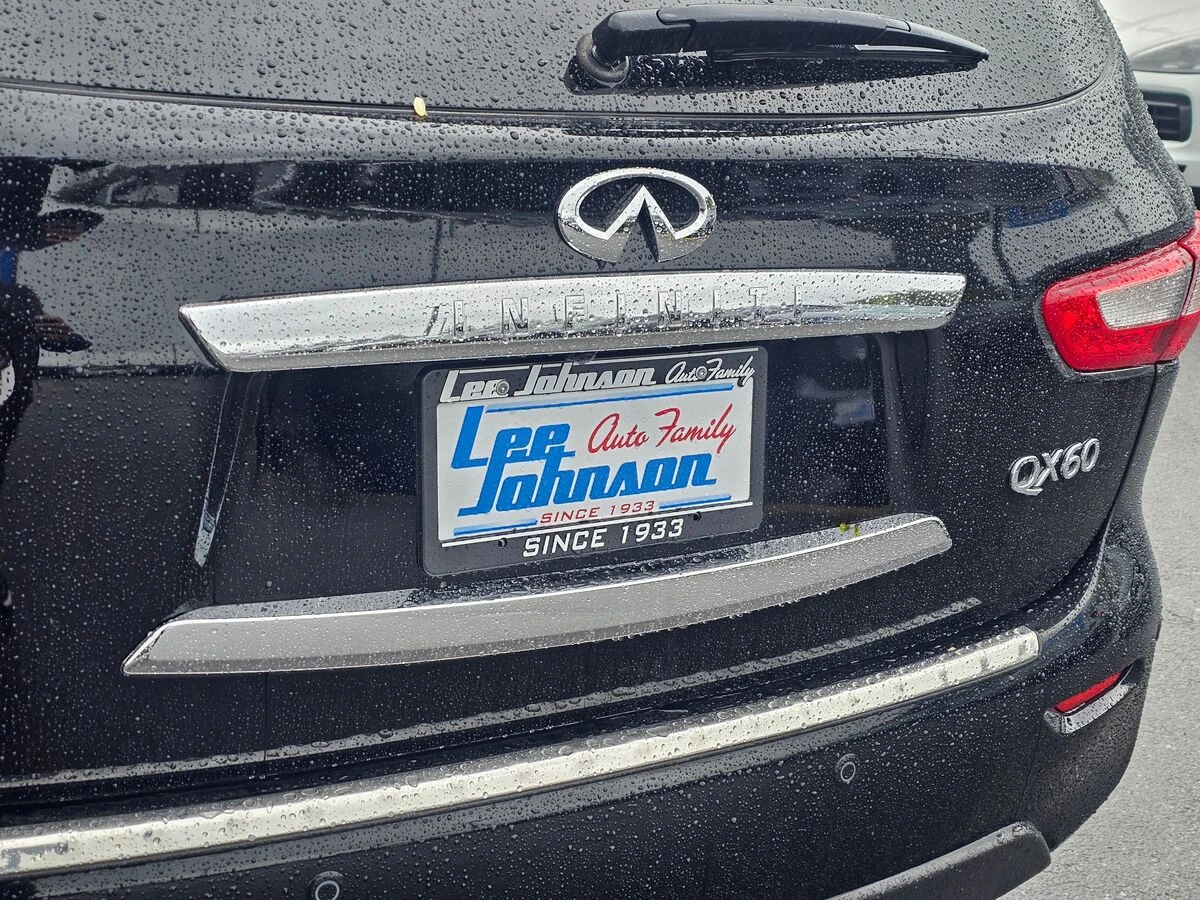 INFINITI
Lee Johnson Auto Family
Lee Auto Family
Johnson
SINCE 1933
SINCE 1933
QX60